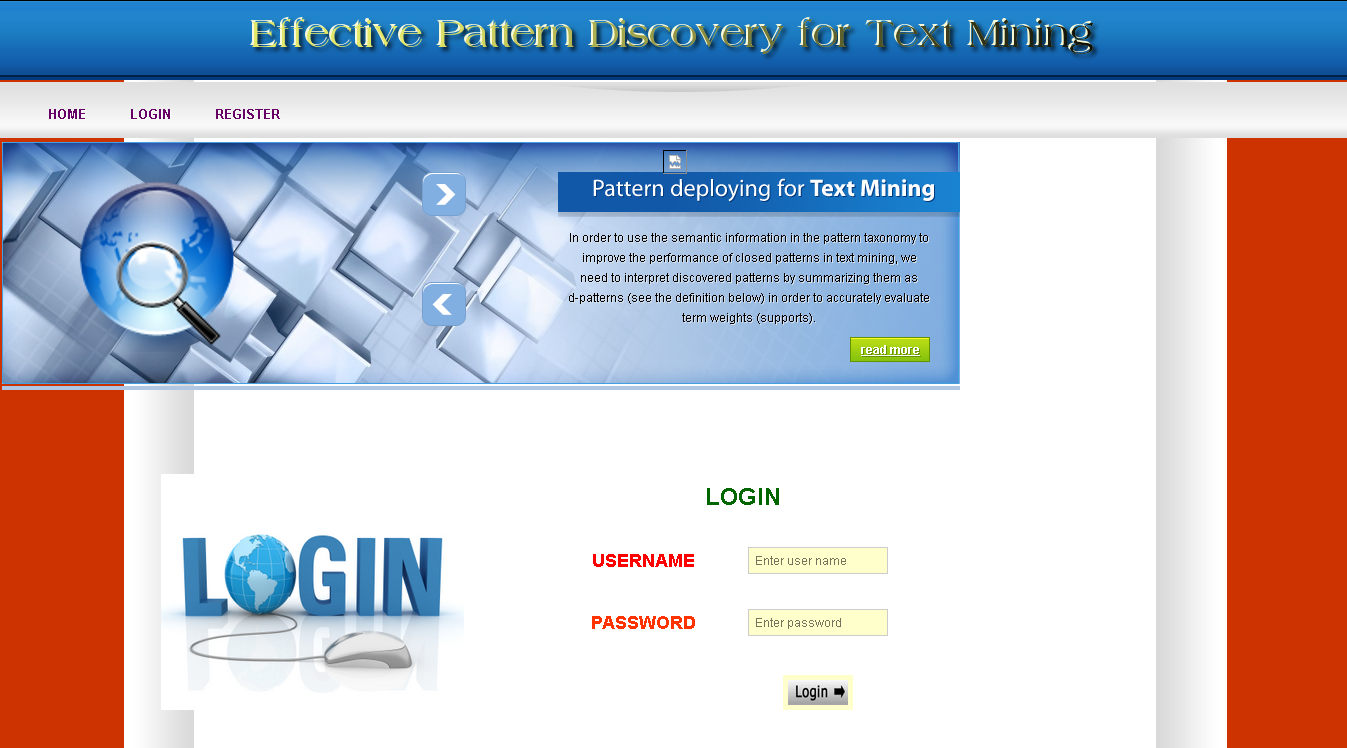 Effective Pattern Discovery for Text Mining
HOME LOGIN REGISTER
Pattern deploying for Text Mining
In order to use the semantic information in the pattern taxonomy to
improve the performance of closed patterns in text mining, we
need to interpret discovered patterns by summarizing them as
d-patterns (see the definition below) in order to accurately evaluate
term weights (supports).
read more
LOGIN
LOGIN
USERNAME Enter user name
PASSWORD Enter password
Login